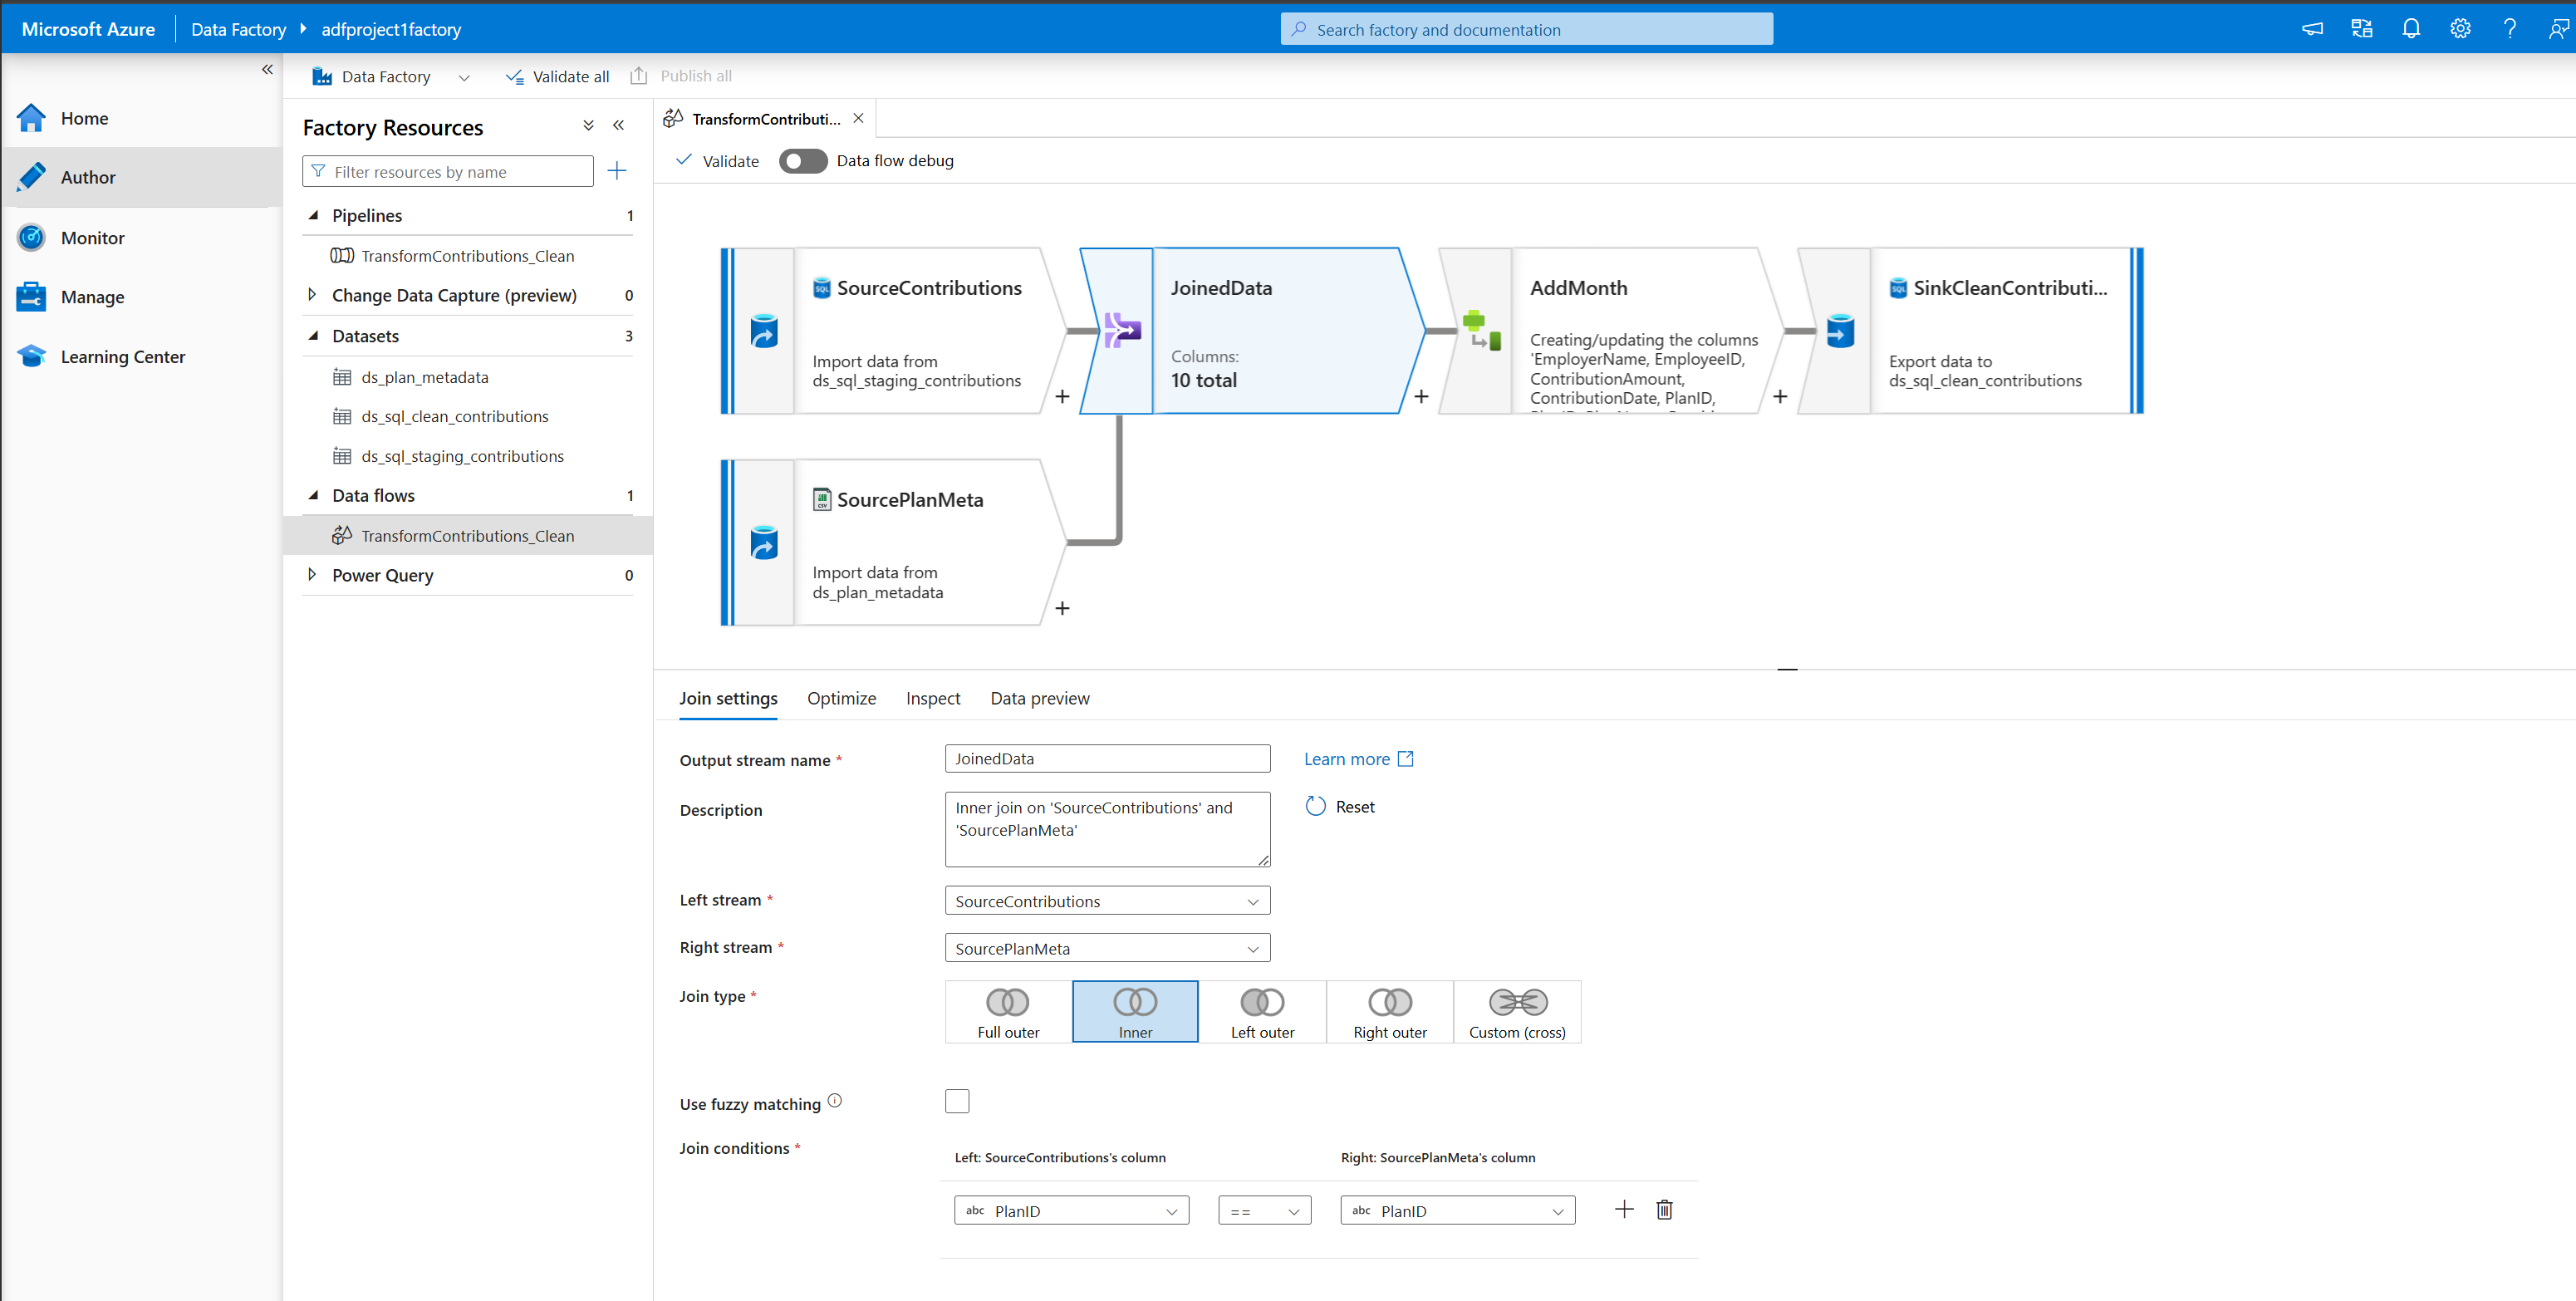 Microsoft Azure
Data Factory
adfproject1factory
Search factory and documentation
Data Factory
Validate all
Publish all
Home
Author
Monitor
Manage
Learning Center
Factory Resources
Filter resources by name
Pipelines 1
TransformContributions_Clean
Change Data Capture (preview) 0
Datasets 3
ds_plan_metadata
ds_sql_clean_contributions
ds_sql_staging_contributions
Data flows 1
TransformContributions_Clean
Power Query 0
TransformContributi...
Validate
Data flow debug
SQL
SourceContributions
Import data from
ds_sql_staging_contributions
+
JoinedData
Columns:
10 total
+
AddMonth
Creating/updating the columns
'EmployerName, EmployeeID,
ContributionAmount,
ContributionDate, PlanID,
+
SQL
SinkCleanContributi...
Export data to
ds_sql_clean_contributions
csv
SourcePlanMeta
Import data from
ds_plan_metadata
+
Join settings
Optimize
Inspect
Data preview
Output stream name *
JoinedData
Learn more
Description
Inner join on 'SourceContributions' and
'SourcePlanMeta'
Reset
Left stream *
SourceContributions
Right stream *
SourcePlanMeta
Join type *
Full outer
Inner
Left outer
Right outer
Custom (cross)
Use fuzzy matching
Join conditions *
Left: SourceContributions's column
Right: SourcePlanMeta's column
abc PlanID
==
abc PlanID